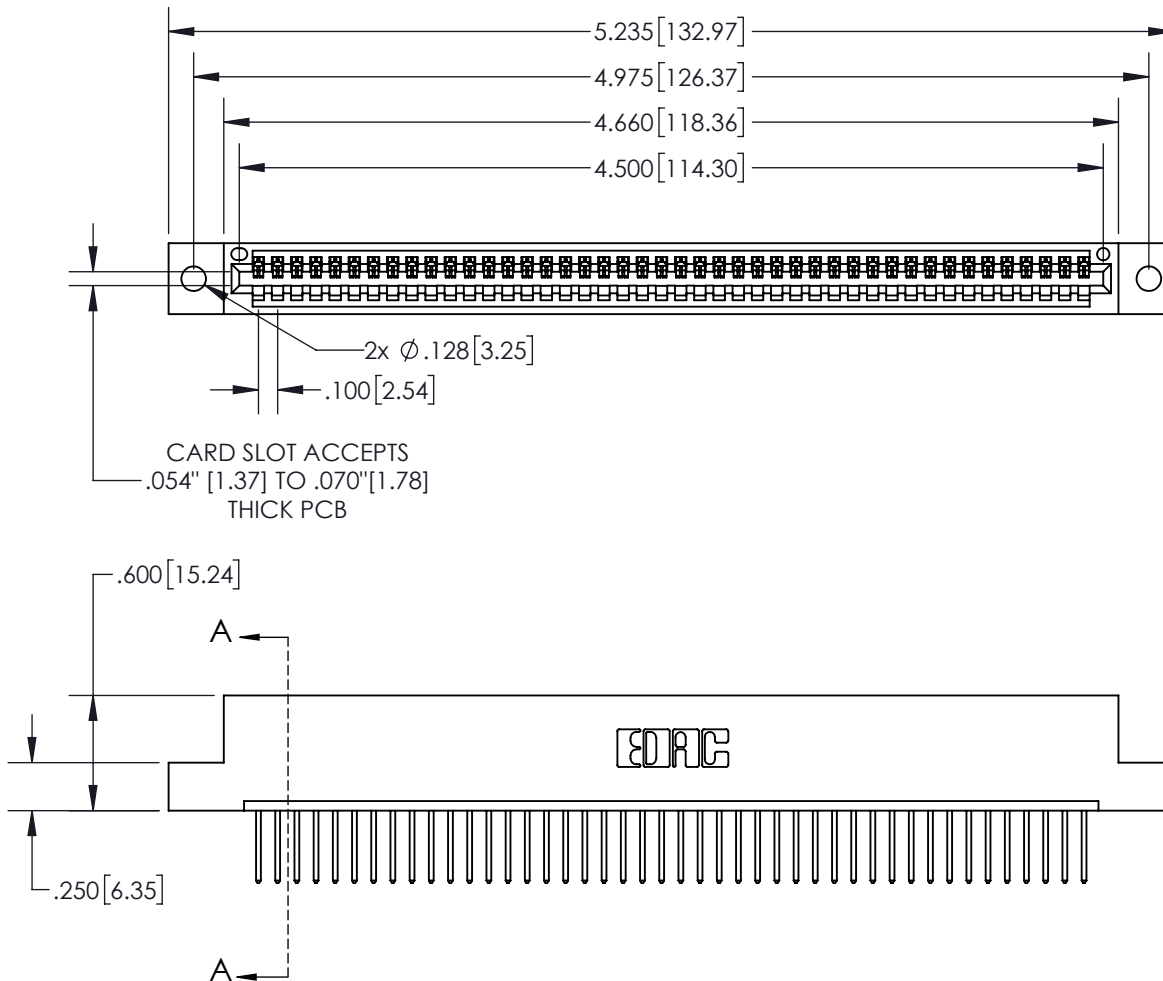 5.235[132.97]
4.975[126.37]
4.660[118.36]
4.500[114.30]
2x Ø.128[3.25]
.100[2.54]
CARD SLOT ACCEPTS
.054" [1.37] TO .070"[1.78]
THICK PCB
.600[15.24]
A
EDAC
.250[6.35]
A